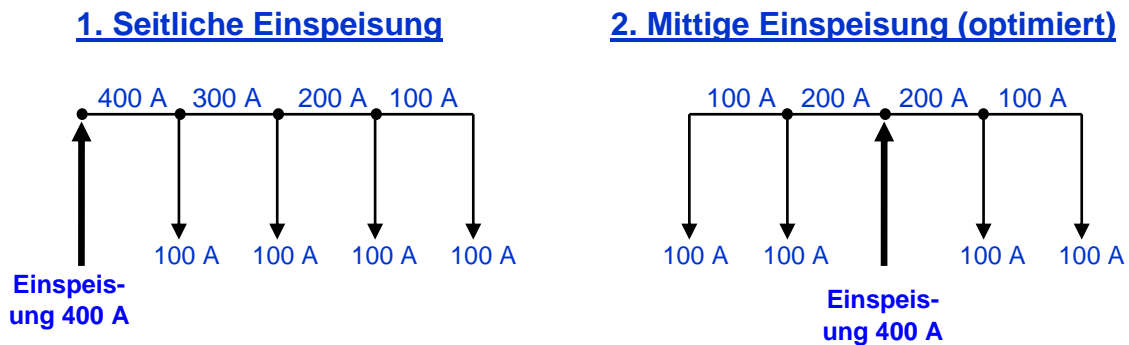 1. Seitliche Einspeisung
400 A 300 A 200 A 100 A
100 A 100 A 100 A 100 A
Einspeis-
ung 400 A
2. Mittige Einspeisung (optimiert)
100 A 200 A 200 A 100 A
100 A 100 A 100 A 100 A
Einspeis-
ung 400 A